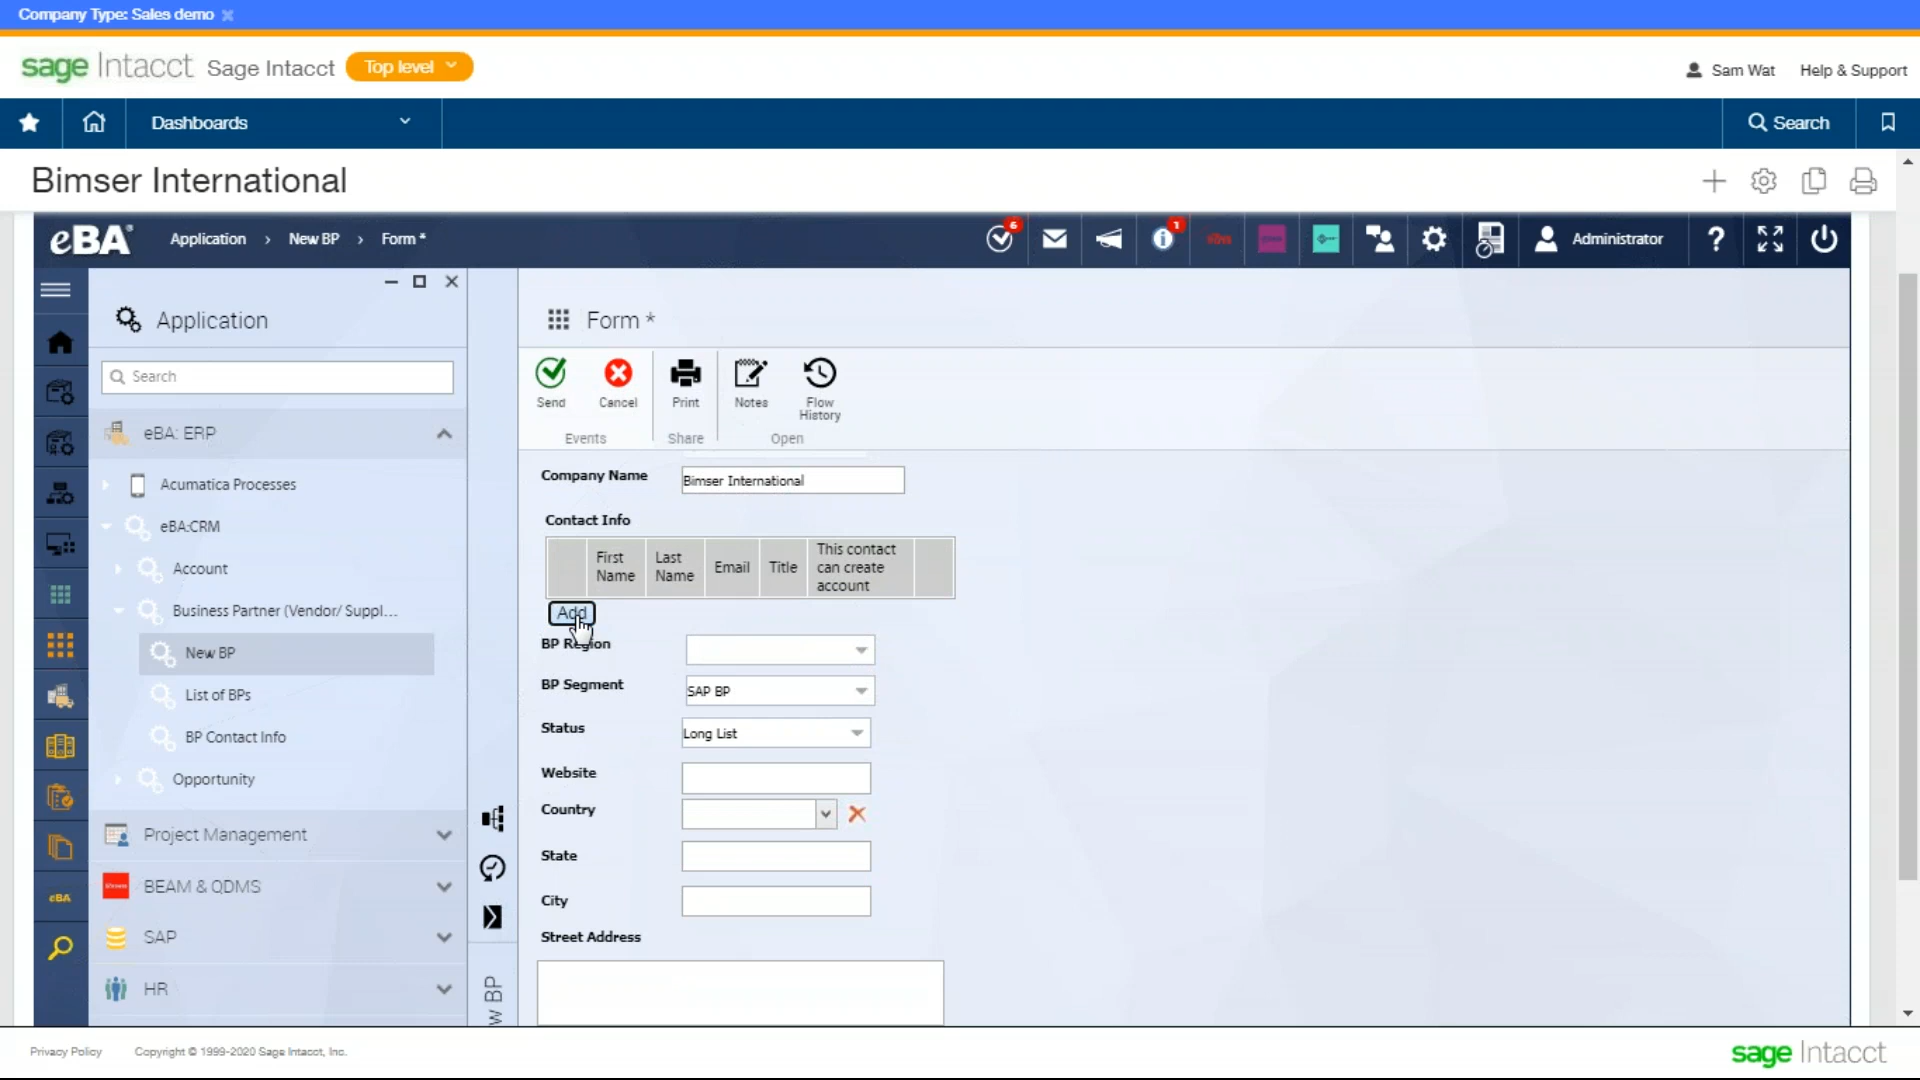 Company Type: Sales demo
sage Intacct Sage Intacct Top level
Sam Wat Help & Support
Dashboards
Search
Bimser International
eBA Application > New BP > Form *
6
1
Administrator
?
Application
Search
eBA: ERP
Acumatica Processes
eBA:CRM
Account
Business Partner (Vendor/ Suppl...
New BP
List of BPs
BP Contact Info
Opportunity
Project Management
BEAM & QDMS
SAP
HR
eBA
w BP
Form *
Send Cancel Print Notes Flow History
Events Share Open
Company Name Bimser International
Contact Info
First Name Last Name Email Title This contact can create account
Add
BP Region
BP Segment SAP BP
Status Long List
Website
Country
State
City
Street Address
Privacy Policy Copyright © 1999-2020 Sage Intacct, Inc.
sage Intacct